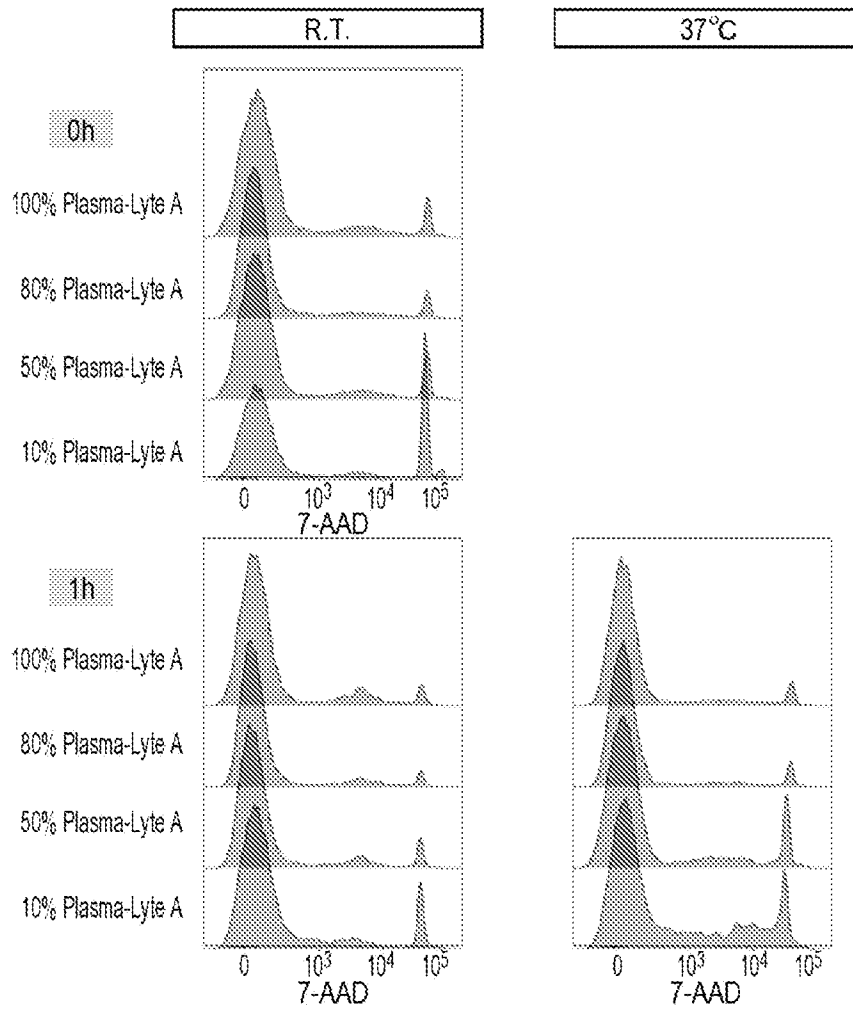 R.T. 37°C
0h
100% Plasma-Lyte A
80% Plasma-Lyte A
50% Plasma-Lyte A
10% Plasma-Lyte A
0 10³ 10⁴ 10⁵
7-AAD
1h
100% Plasma-Lyte A
80% Plasma-Lyte A
50% Plasma-Lyte A
10% Plasma-Lyte A
0 10³ 10⁴ 10⁵ 0 10³ 10⁴ 10⁵
7-AAD 7-AAD